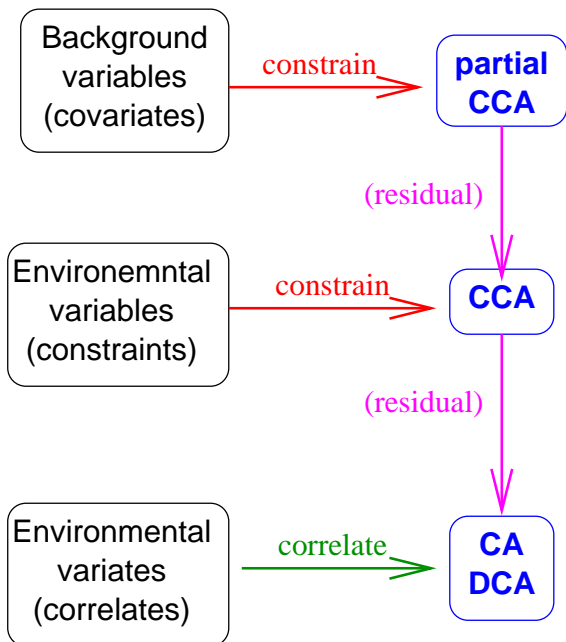 Background
variables
(covariates)
constrain
partial
CCA
(residual)
Environemntal
variables
(constraints)
constrain
CCA
(residual)
Environmental
variates
(correlates)
correlate
CA
DCA